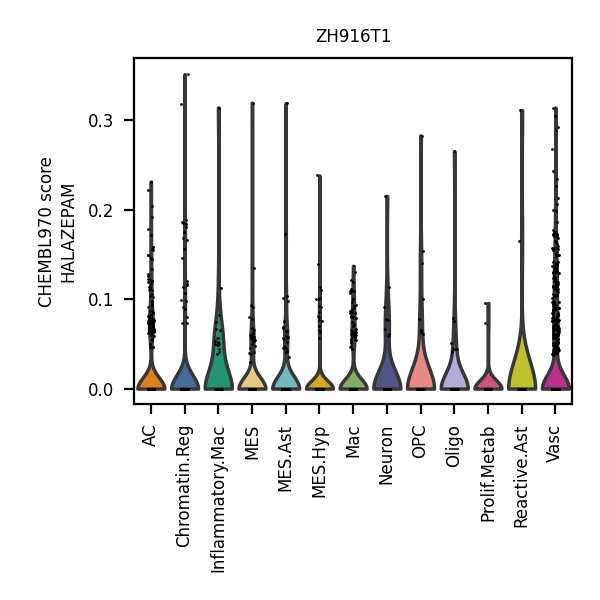 ZH916T1
CHEMBL970 score
HALAZEPAM
0.3
0.2
0.1
0.0
AC
Chromatin.Reg
Inflammatory.Mac
MES
MES.Ast
MES.Hyp
Mac
Neuron
OPC
Oligo
Prolif.Metab
Reactive.Ast
Vasc